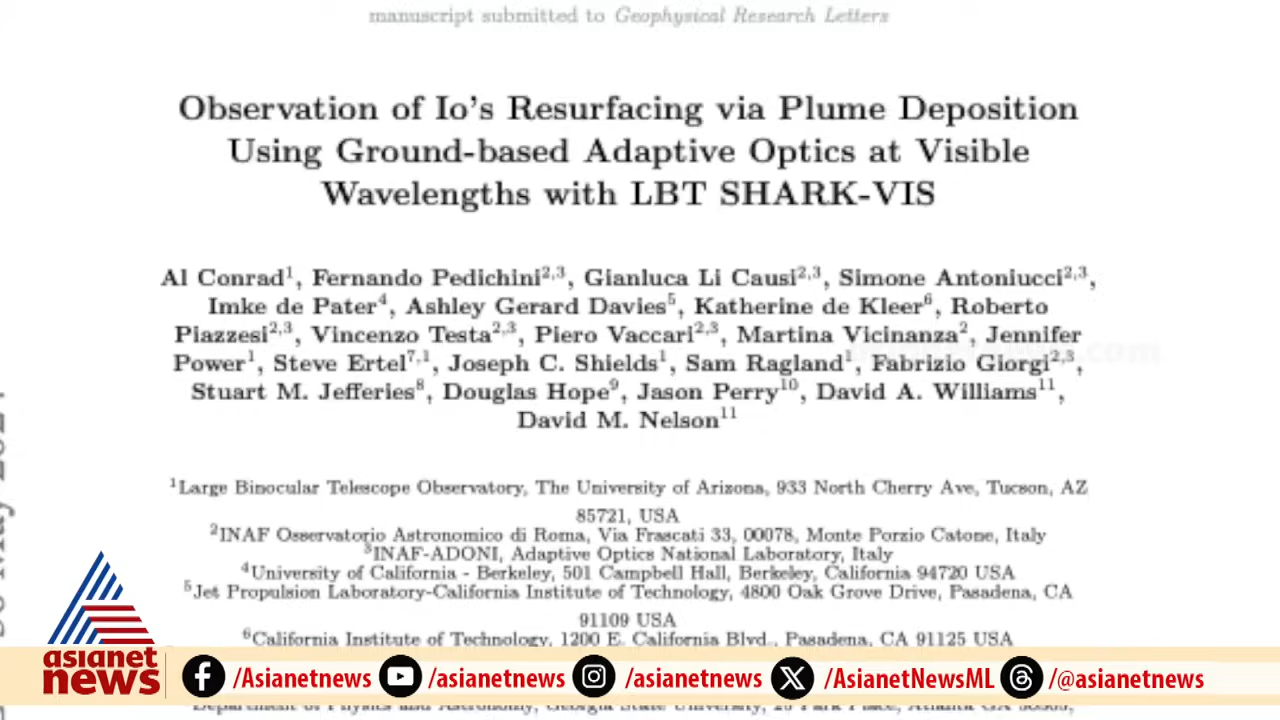 manuscript submitted to Geophysical Research Letters
Observation of Io's Resurfacing via Plume Deposition
Using Ground-based Adaptive Optics at Visible
Wavelengths with LBT SHARK-VIS
Al Conrad¹, Fernando Pedichini²,³, Gianluca Li Causi²,³, Simone Antoniucci²,³,
Imke de Pater⁴, Ashley Gerard Davies⁵, Katherine de Kleer⁶, Roberto
Piazzesi²,³, Vincenzo Testa²,³, Piero Vaccari²,³, Martina Vicinanza², Jennifer
Power¹, Steve Ertel⁷,¹, Joseph C. Shields¹, Sam Ragland¹, Fabrizio Giorgi²,³,
Stuart M. Jefferies⁸, Douglas Hope⁹, Jason Perry¹⁰, David A. Williams¹¹,
David M. Nelson¹¹
¹Large Binocular Telescope Observatory, The University of Arizona, 933 North Cherry Ave, Tucson, AZ
85721, USA
²INAF Osservatorio Astronomico di Roma, Via Frascati 33, 00078, Monte Porzio Catone, Italy
³INAF-ADONI, Adaptive Optics National Laboratory, Italy
⁴University of California - Berkeley, 501 Campbell Hall, Berkeley, California 94720 USA
⁵Jet Propulsion Laboratory-California Institute of Technology, 4800 Oak Grove Drive, Pasadena, CA
91109 USA
⁶California Institute of Technology, 1200 E. California Blvd., Pasadena, CA 91125 USA
asianet
news
/Asianetnews
/asianetnews
/asianetnews
/AsianetNewsML
/@asianetnews